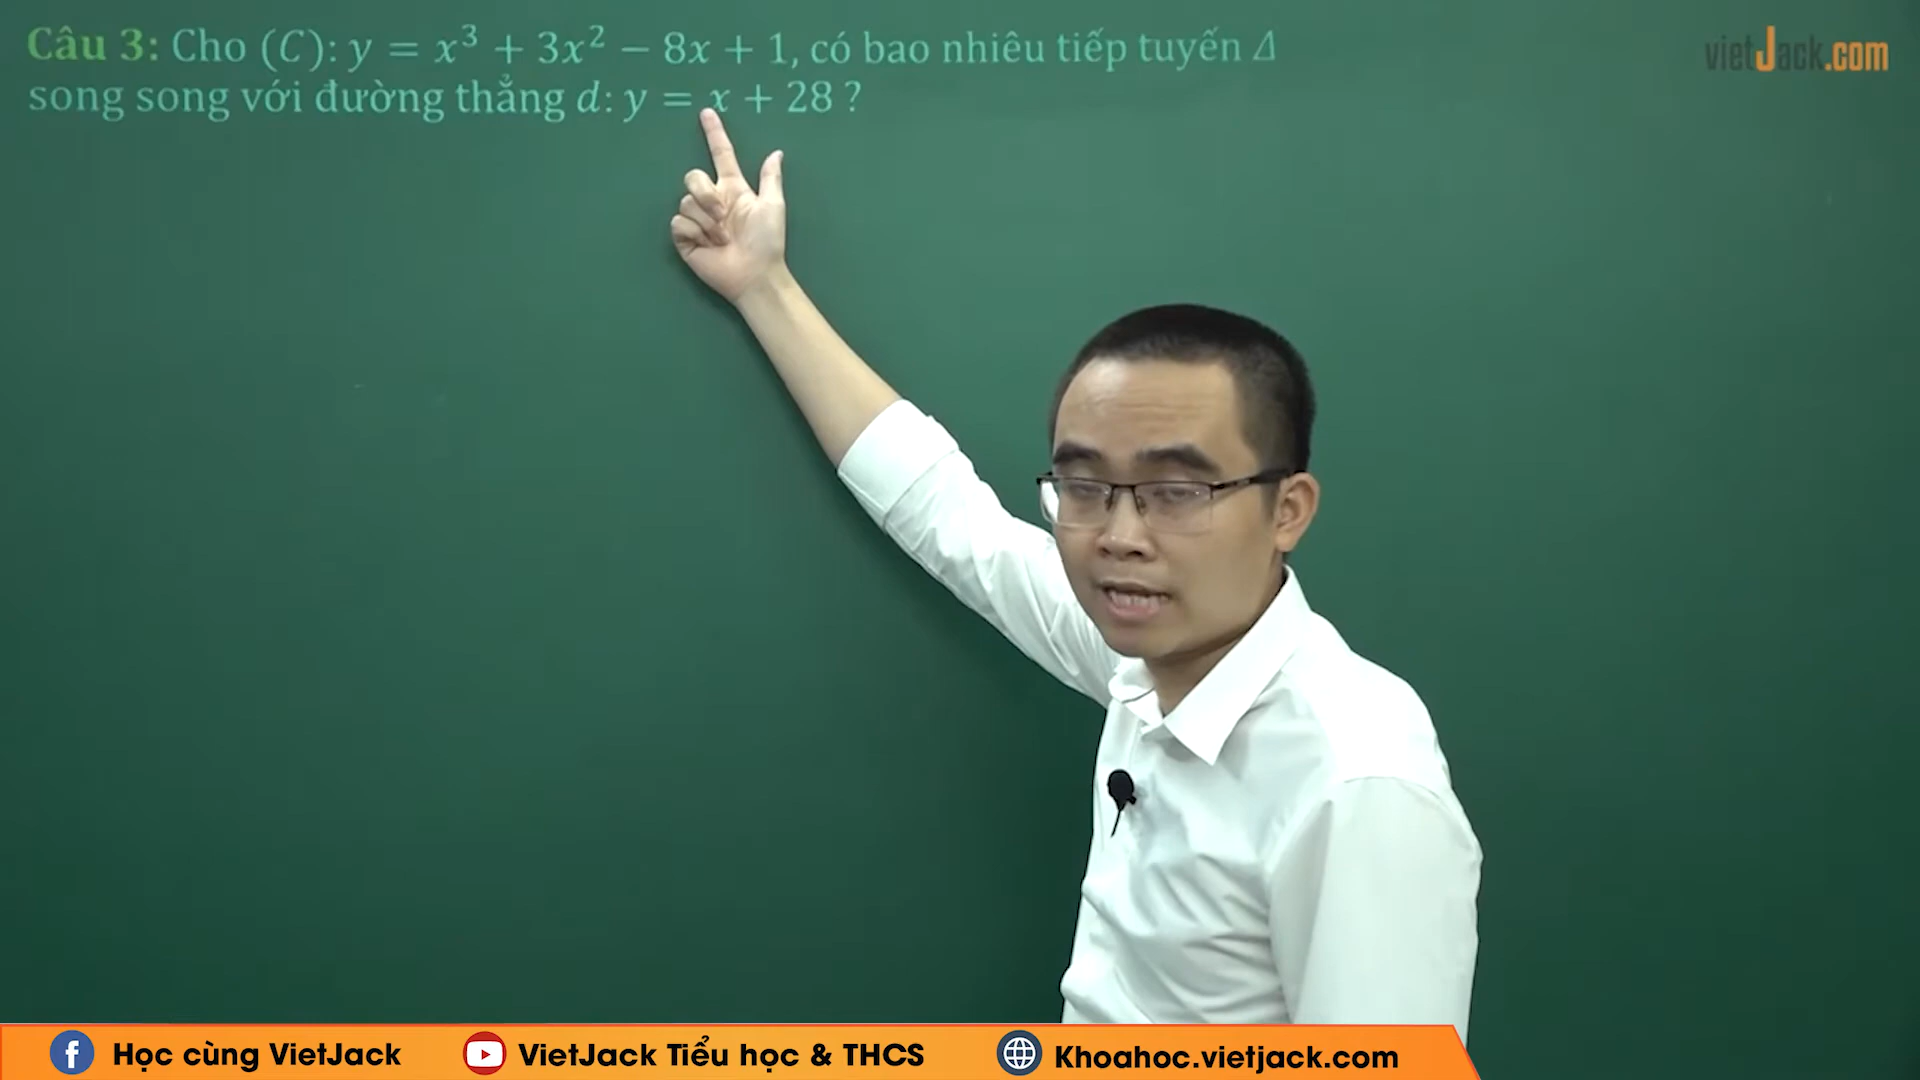 Câu 3: Cho (C): y = x³ + 3x² − 8x + 1, có bao nhiêu tiếp tuyến Δ
song song với đường thẳng d: y = x + 28 ?
vietJack.com
Học cùng VietJack
VietJack Tiểu học & THCS
Khoahoc.vietjack.com